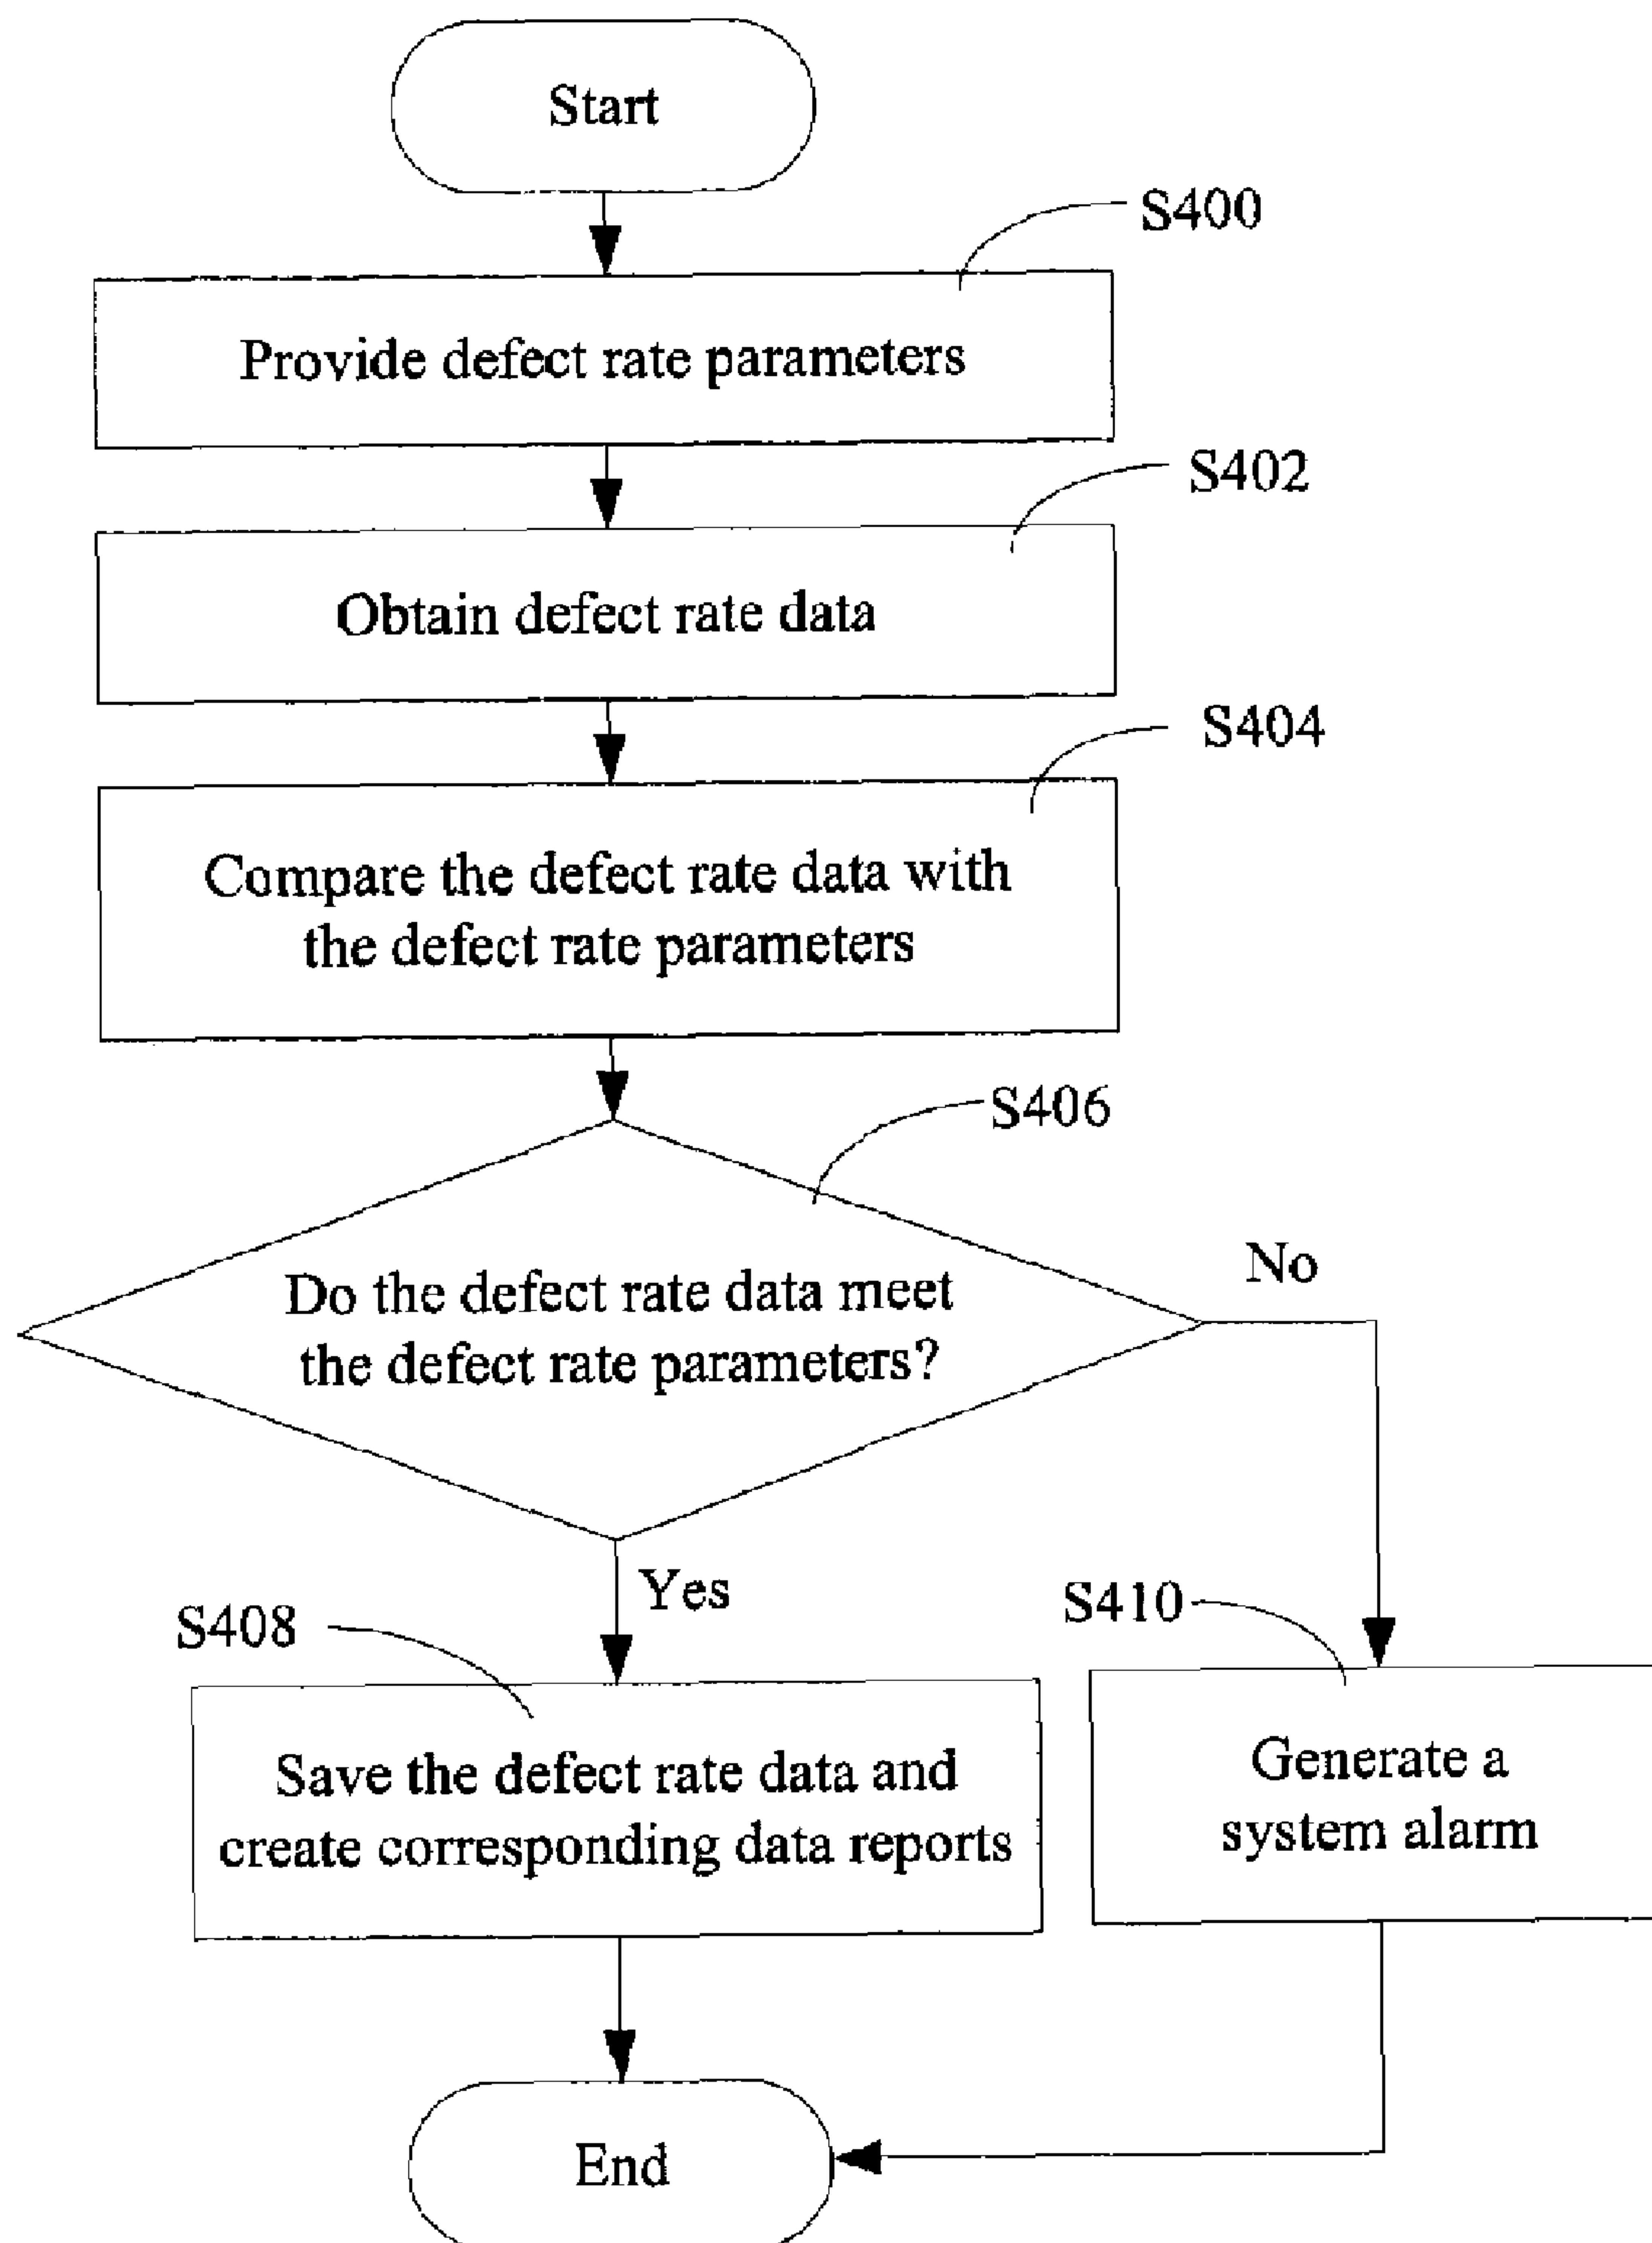 Start
S400
Provide defect rate parameters
S402
Obtain defect rate data
S404
Compare the defect rate data with
the defect rate parameters
S406
Do the defect rate data meet
the defect rate parameters?
No
Yes
S408
S410
Save the defect rate data and
create corresponding data reports
Generate a
system alarm
End